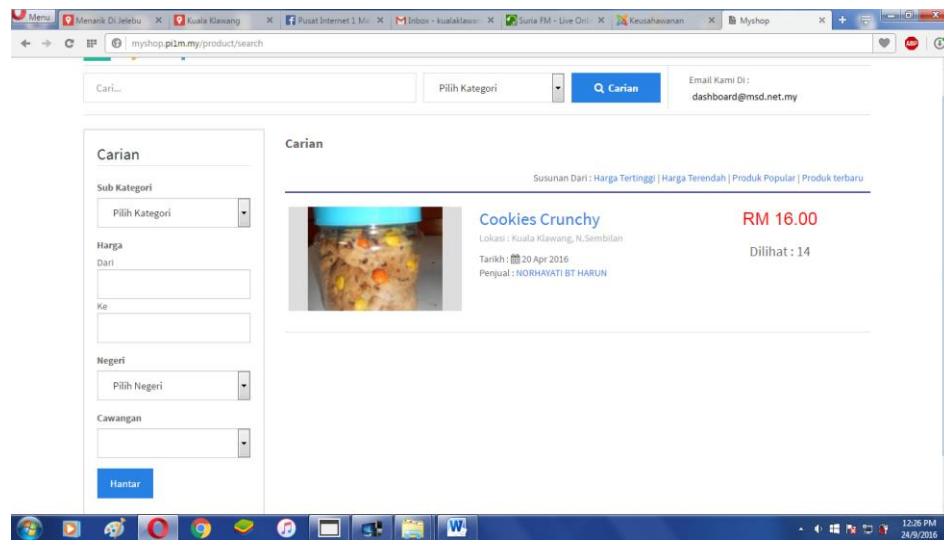 Menu
Menarik Di Jelebu
Kuala Klawang
Pusat Internet 1 Ma
Inbox - kualaklawan
Suria FM - Live Onli
Keusahawanan
Myshop
myshop.pi1m.my/product/search
ABP
Cari...
Pilih Kategori
Carian
Email Kami Di :
dashboard@msd.net.my
Carian
Sub Kategori
Pilih Kategori
Harga
Dari
Ke
Negeri
Pilih Negeri
Cawangan
Hantar
Carian
Susunan Dari : Harga Tertinggi | Harga Terendah | Produk Popular | Produk terbaru
Cookies Crunchy
Lokasi : Kuala Klawang, N.Sembilan
Tarikh : 20 Apr 2016
Penjual : NORHAYATI BT HARUN
RM 16.00
Dilihat : 14
12:26 PM
24/9/2016